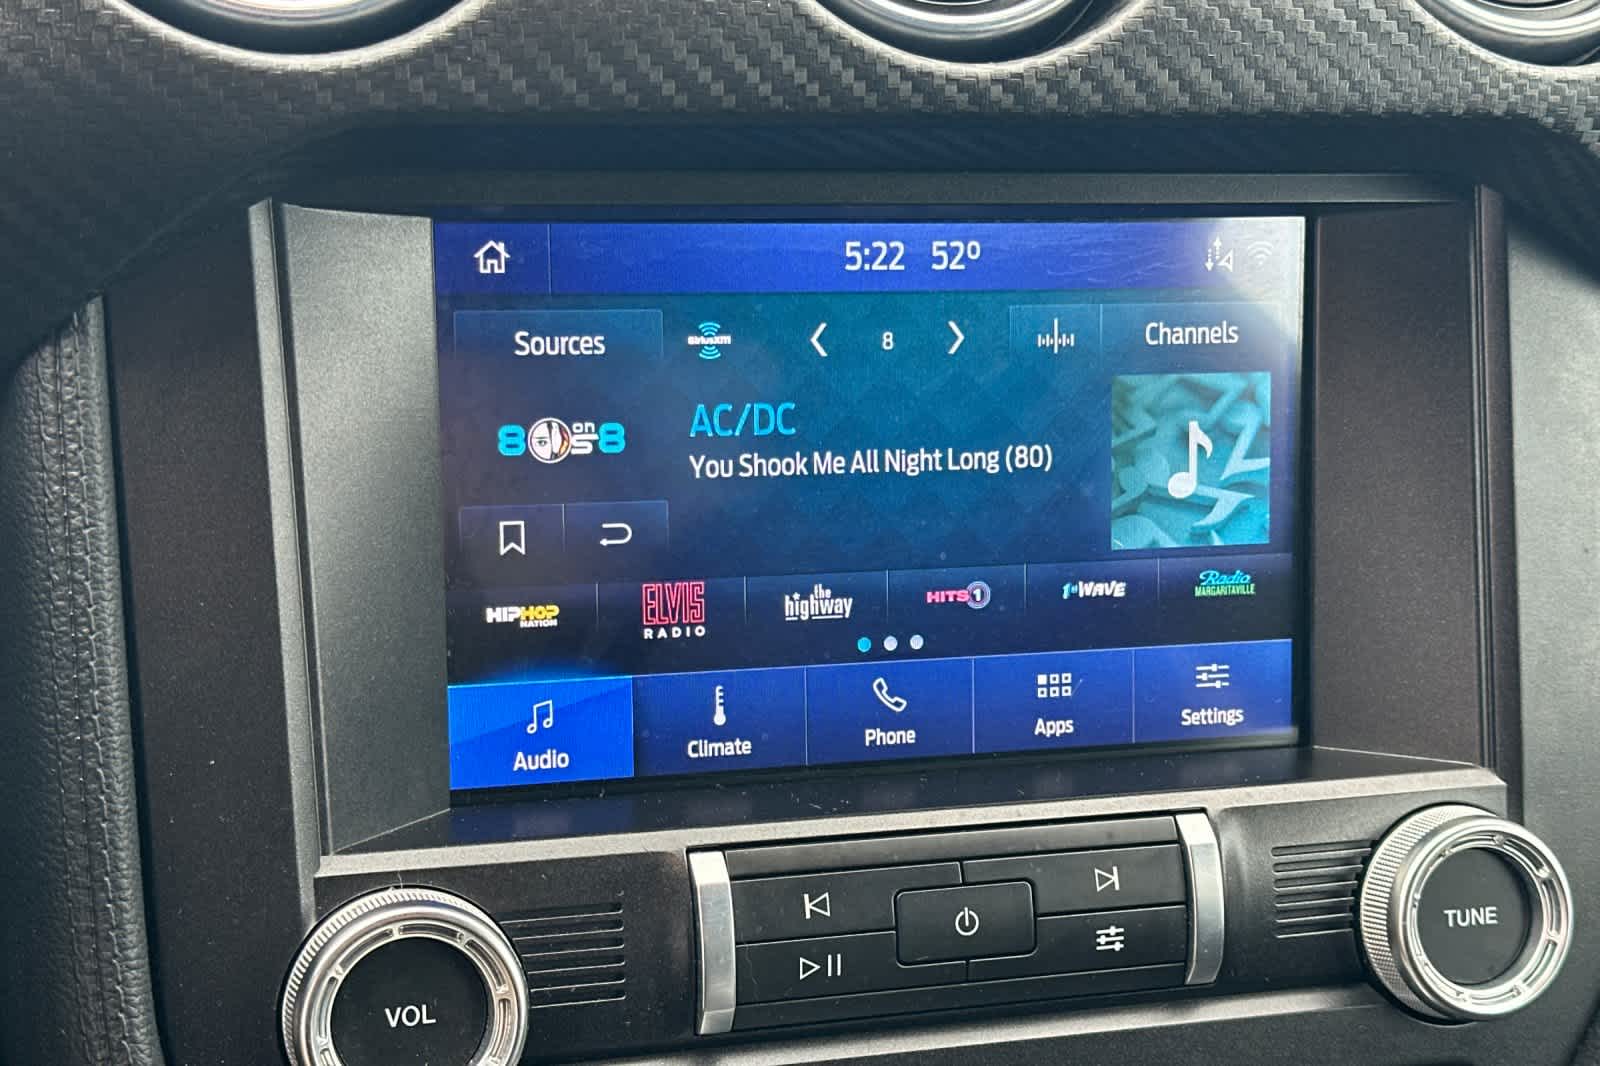 5:22 52°
Sources
SiriusXM
8
Channels
80s on 8
AC/DC
You Shook Me All Night Long (80)
HIPHOP
NATION
ELVIS
RADIO
the
highway
HITS 1
1st WAVE
Radio
MARGARITAVILLE
Audio
Climate
Phone
Apps
Settings
VOL
TUNE